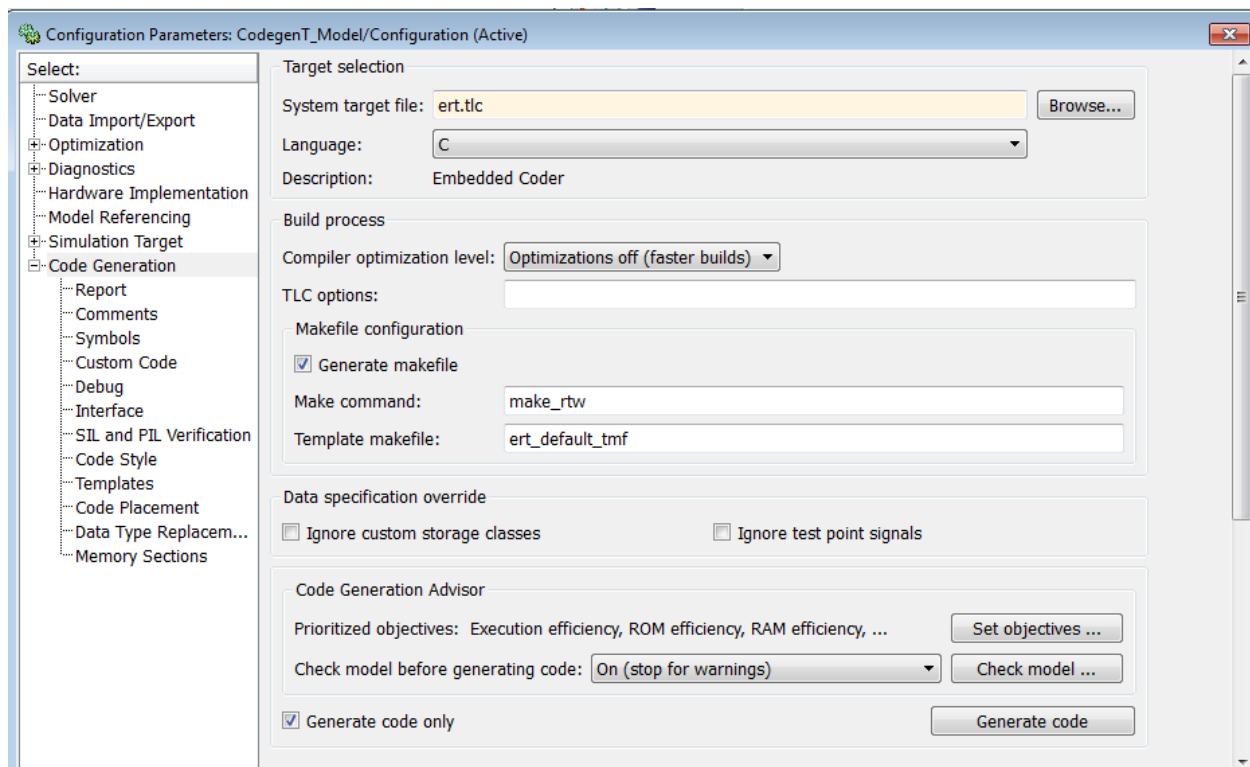 Configuration Parameters: CodegenT_Model/Configuration (Active)
Select:
Solver
Data Import/Export
Optimization
Diagnostics
Hardware Implementation
Model Referencing
Simulation Target
Code Generation
Report
Comments
Symbols
Custom Code
Debug
Interface
SIL and PIL Verification
Code Style
Templates
Code Placement
Data Type Replacem...
Memory Sections
Target selection
System target file: ert.tlc Browse...
Language: C
Description: Embedded Coder
Build process
Compiler optimization level: Optimizations off (faster builds)
TLC options:
Makefile configuration
Generate makefile
Make command: make_rtw
Template makefile: ert_default_tmf
Data specification override
Ignore custom storage classes Ignore test point signals
Code Generation Advisor
Prioritized objectives: Execution efficiency, ROM efficiency, RAM efficiency, ... Set objectives ...
Check model before generating code: On (stop for warnings) Check model ...
Generate code only Generate code